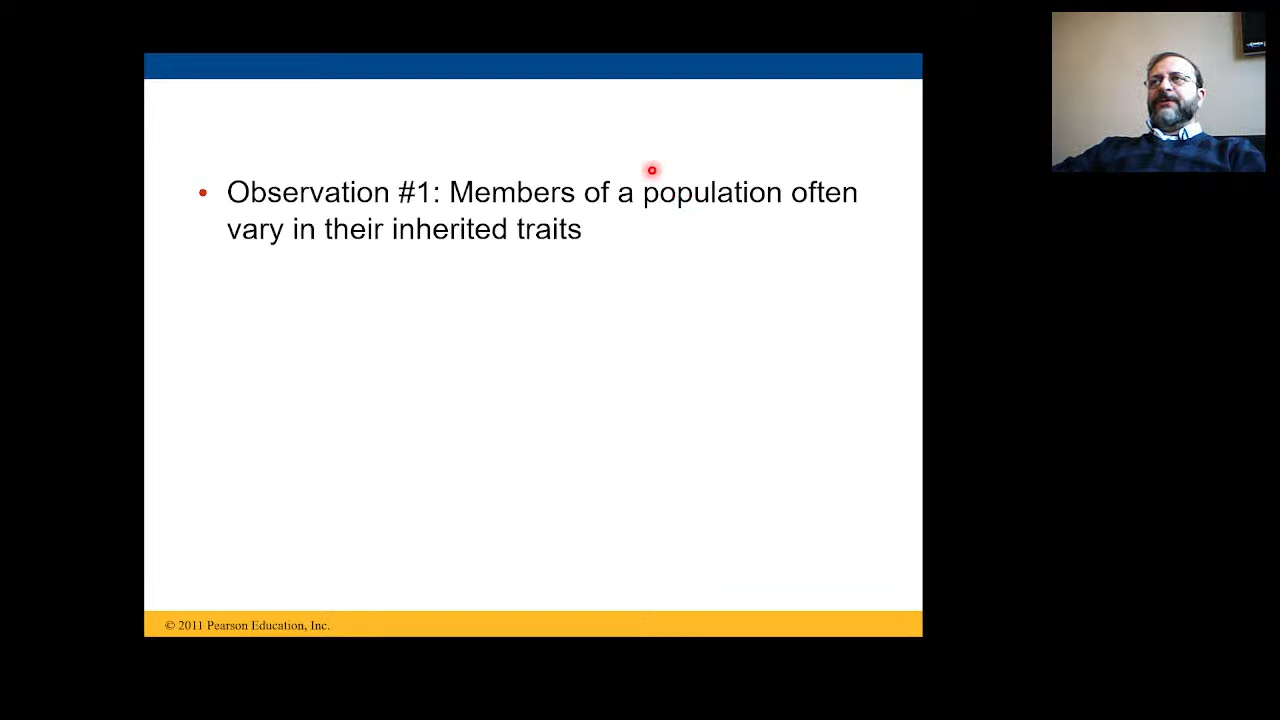 • Observation #1: Members of a population often
vary in their inherited traits
© 2011 Pearson Education, Inc.